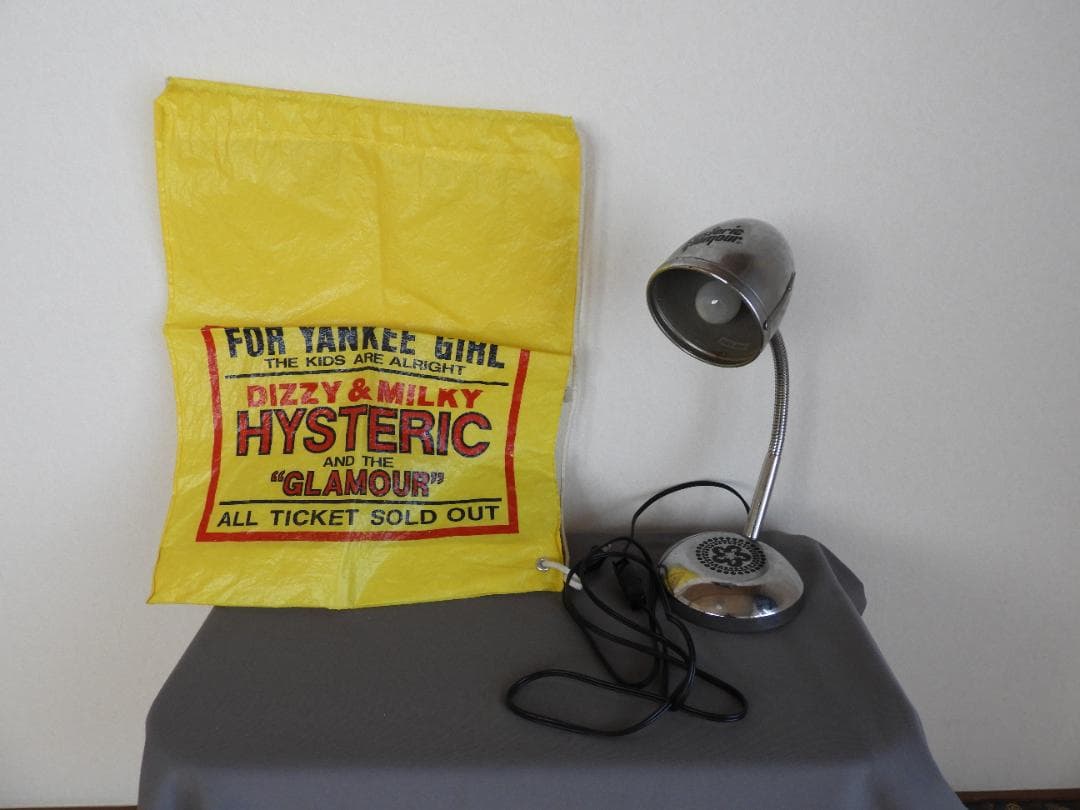 FOR YANKEE GIRL
THE KIDS ARE ALRIGHT
DIZZY & MILKY
HYSTERIC
AND THE
"GLAMOUR"
ALL TICKET SOLD OUT